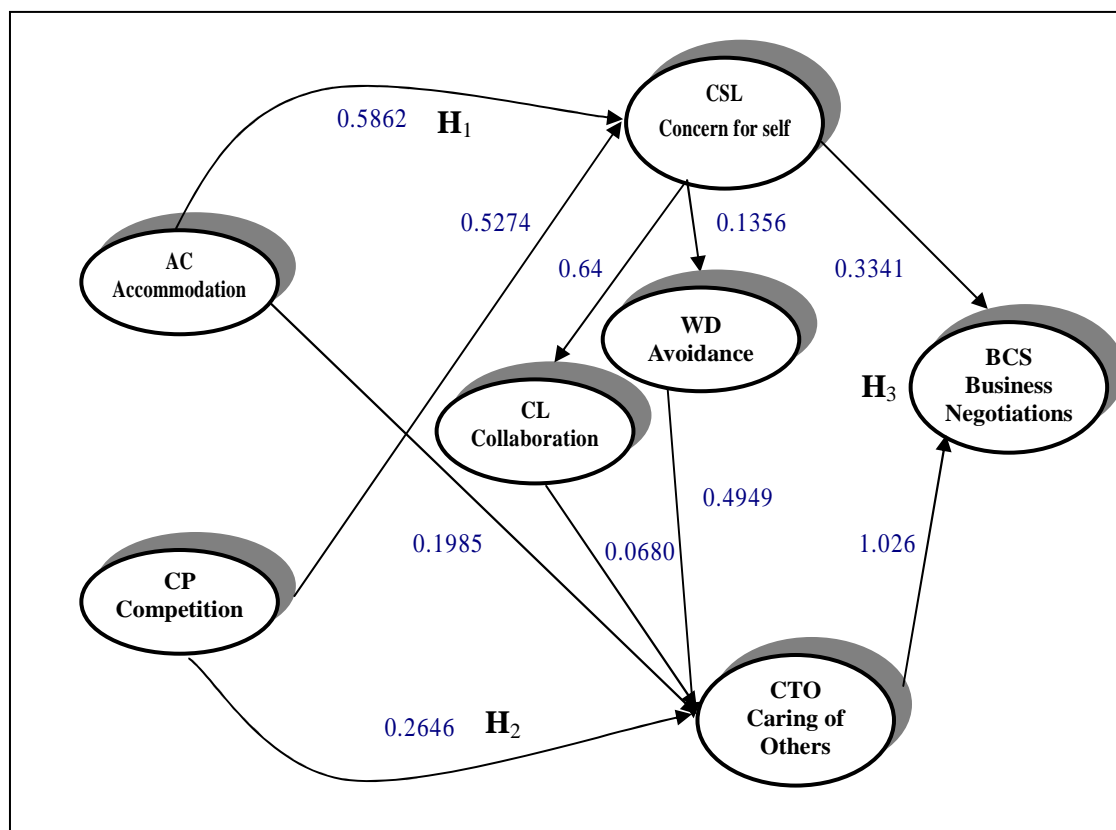 CSL
Concern for self
0.5862
H₁
0.5274
0.1356
0.64
0.3341
AC
Accommodation
WD
Avoidance
BCS
Business
Negotiations
H₃
CL
Collaboration
0.4949
0.1985
0.0680
1.026
CP
Competition
CTO
Caring of
Others
0.2646
H₂